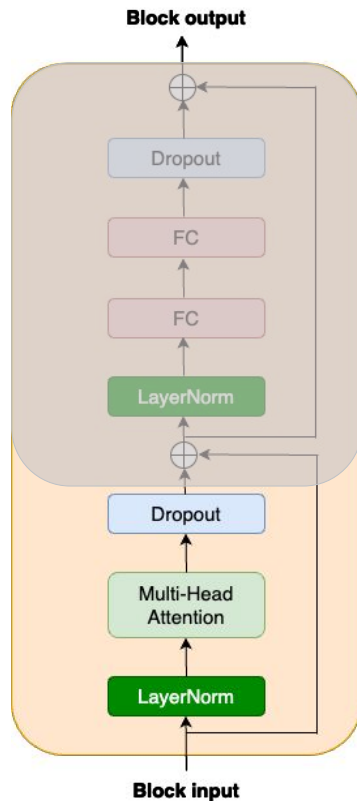 Block output
Dropout
FC
FC
LayerNorm
Dropout
Multi-Head
Attention
LayerNorm
Block input